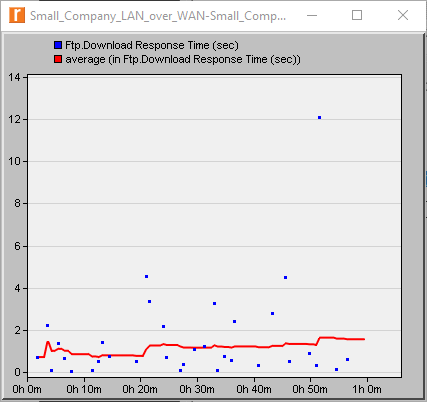 Small_Company_LAN_over_WAN-Small_Comp...
Ftp.Download Response Time (sec)
average (in Ftp.Download Response Time (sec))
14
12
10
8
6
4
2
0
0h 0m 0h 10m 0h 20m 0h 30m 0h 40m 0h 50m 1h 0m